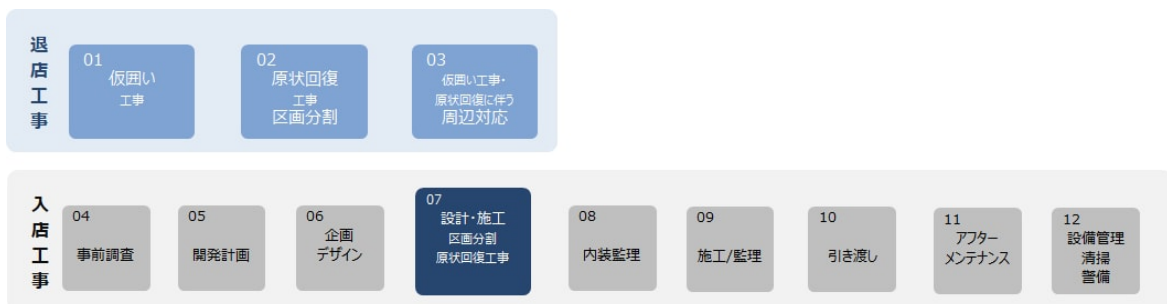 退店工事
01
仮囲い
工事
02
原状回復
工事
区画分割
03
仮囲い工事・
原状回復に伴う
周辺対応
入店工事
04
事前調査
05
開発計画
06
企画
デザイン
07
設計・施工
区画分割
原状回復工事
08
内装監理
09
施工/監理
10
引き渡し
11
アフター
メンテナンス
12
設備管理
清掃
警備